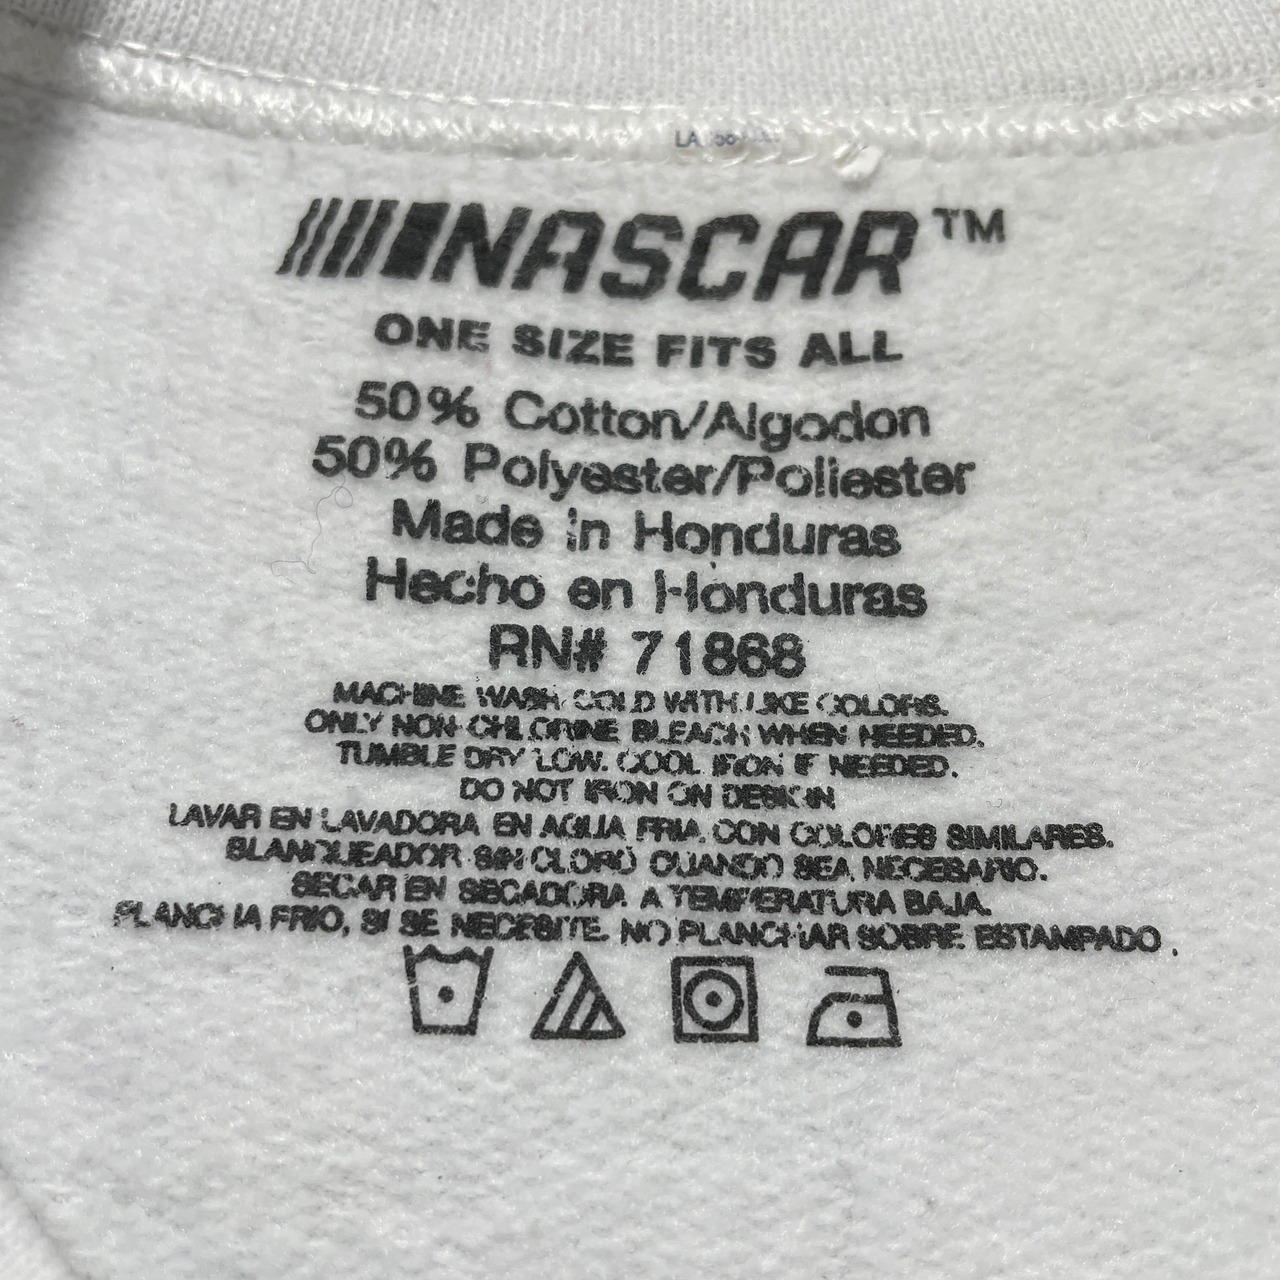 NASCAR™
ONE SIZE FITS ALL
50% Cotton/Algodon
50% Polyester/Poliester
Made in Honduras
Hecho en Honduras
RN# 71868
MACHINE WASH COLD WITH LIKE COLORS.
ONLY NON-CHLORINE BLEACH WHEN NEEDED.
TUMBLE DRY LOW. COOL IRON IF NEEDED.
DO NOT IRON ON DESIGN
LAVAR EN LAVADORA EN AGUA FRIA, CON COLORES SIMILARES.
BLANQUEADOR SIN CLORO CUANDO SEA NECESARIO.
SECAR EN SECADORA A TEMPERATURA BAJA.
PLANCHA FRIO, SI SE NECESITE. NO PLANCHAR SOBRE ESTAMPADO.